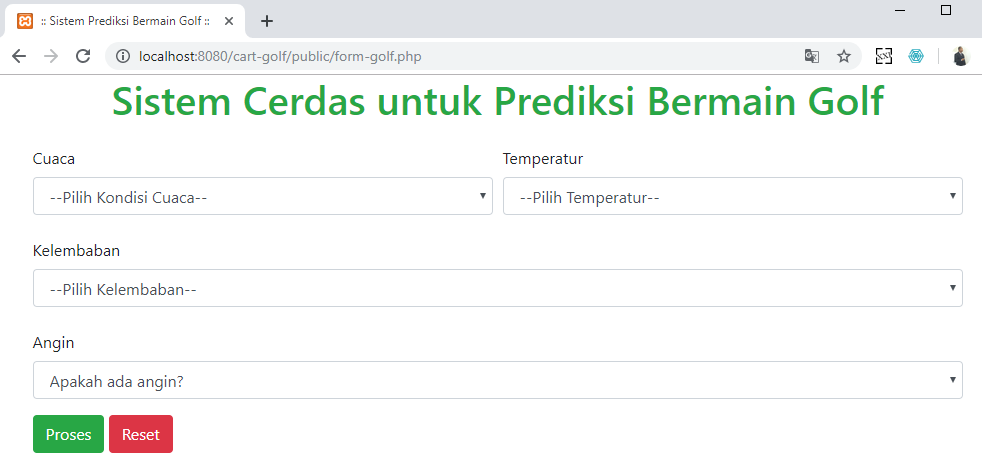 :: Sistem Prediksi Bermain Golf ::
localhost:8080/cart-golf/public/form-golf.php
Sistem Cerdas untuk Prediksi Bermain Golf
Cuaca Temperatur
--Pilih Kondisi Cuaca-- --Pilih Temperatur--
Kelembaban
--Pilih Kelembaban--
Angin
Apakah ada angin?
Proses Reset